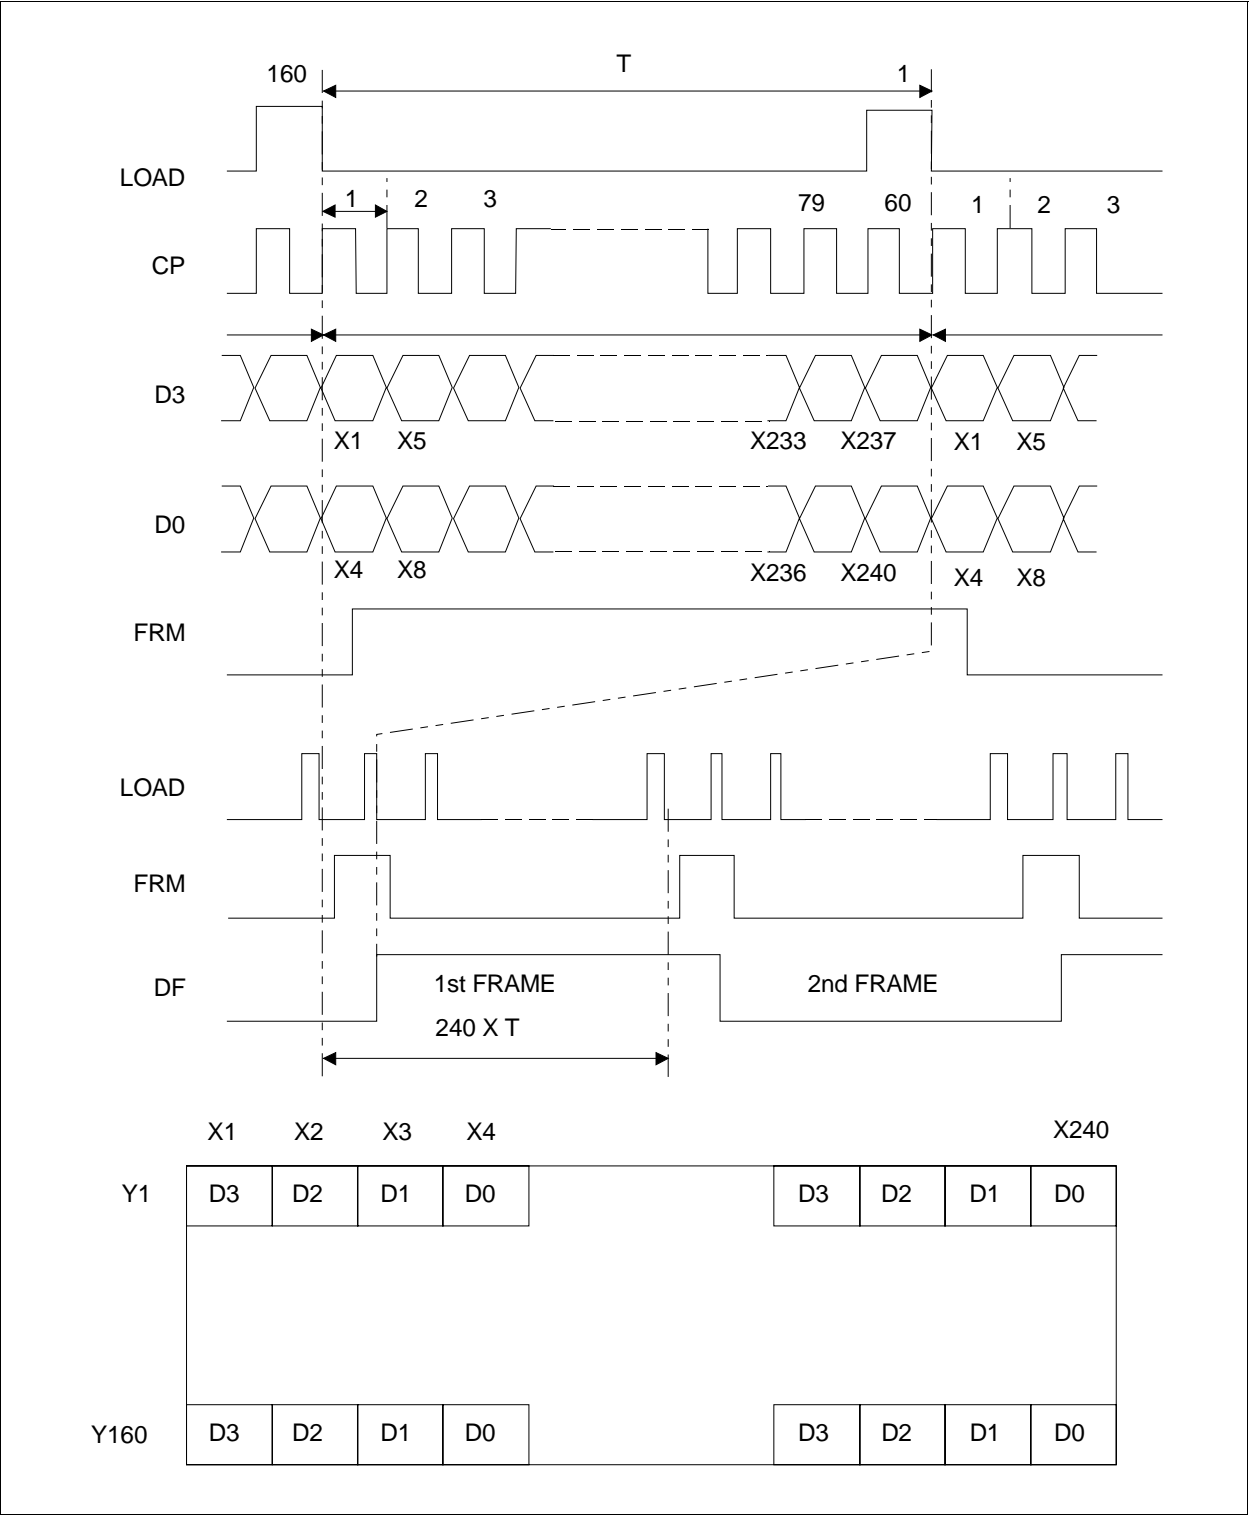 T
160 1
LOAD
1 2 3 79 60 1 2 3
CP
D3
X1 X5 X233 X237 X1 X5
D0
X4 X8 X236 X240 X4 X8
FRM
LOAD
FRM
DF 1st FRAME 2nd FRAME
240 X T
X1 X2 X3 X4 X240
Y1 D3 D2 D1 D0 D3 D2 D1 D0
Y160 D3 D2 D1 D0 D3 D2 D1 D0